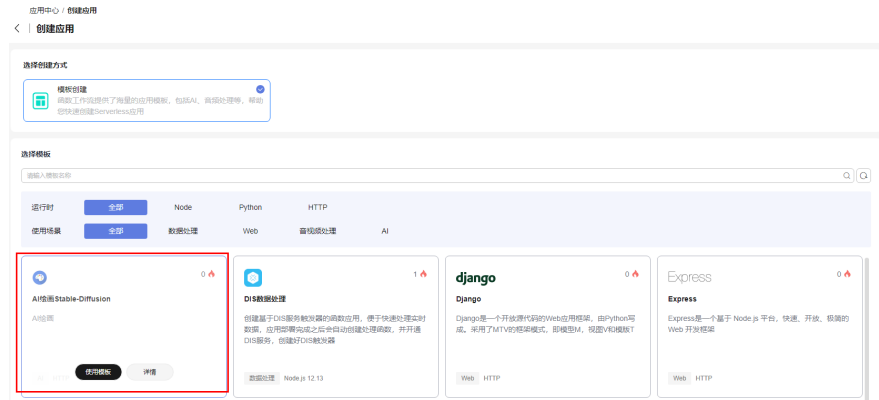 应用中心 / 创建应用
创建应用
选择创建方式
模板创建
函数工作流提供了海量的应用模板，包括AI、音频处理等，帮助
您快速创建Serverless应用
选择模板
请输入模板名称
运行时 全部 Node Python HTTP
使用场景 全部 数据处理 Web 音视频处理 AI
0
AI绘画Stable-Diffusion
AI绘画
使用模板 详情
1
DIS数据处理
创建基于DIS服务触发器的函数应用，便于快速处理实时
数据，应用部署完成之后会自动创建处理函数，并开通
DIS服务，创建好DIS触发器
数据处理 Node.js 12.13
django 0
Django
Django是一个开放源代码的Web应用框架，由Python写
成。采用了MTV的框架模式，即模型M，视图V和模版T
Web HTTP
Express 0
Express
Express是一个基于 Node.js 平台，快速、开放、极简的
Web 开发框架
Web HTTP